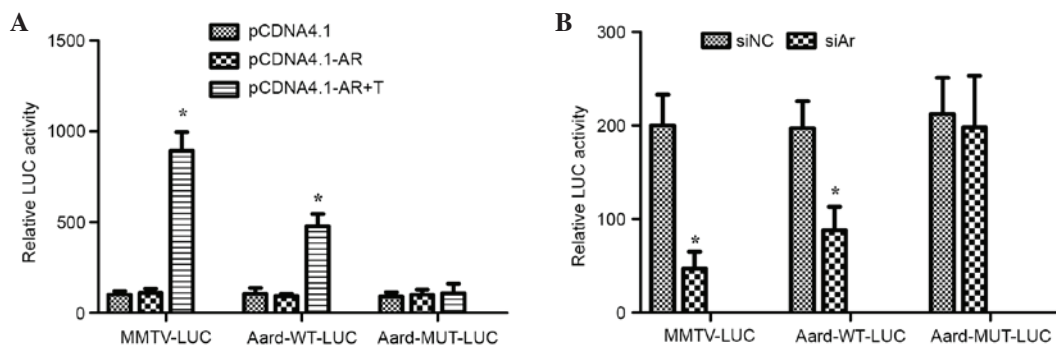 A
Relative LUC activity
1500
1000
500
0
pCDNA4.1
pCDNA4.1-AR
pCDNA4.1-AR+T
*
*
MMTV-LUC
Aard-WT-LUC
Aard-MUT-LUC
B
Relative LUC activity
300
200
100
0
siNC
siAr
*
*
MMTV-LUC
Aard-WT-LUC
Aard-MUT-LUC